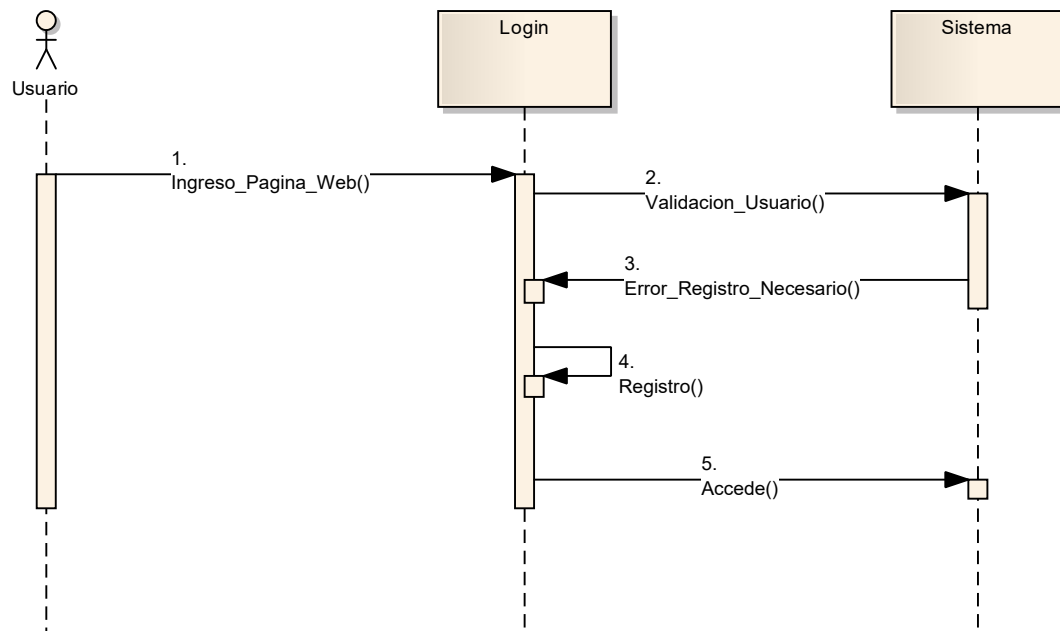 Usuario
Login
Sistema
1.
Ingreso_Pagina_Web()
2.
Validacion_Usuario()
3.
Error_Registro_Necesario()
4.
Registro()
5.
Accede()